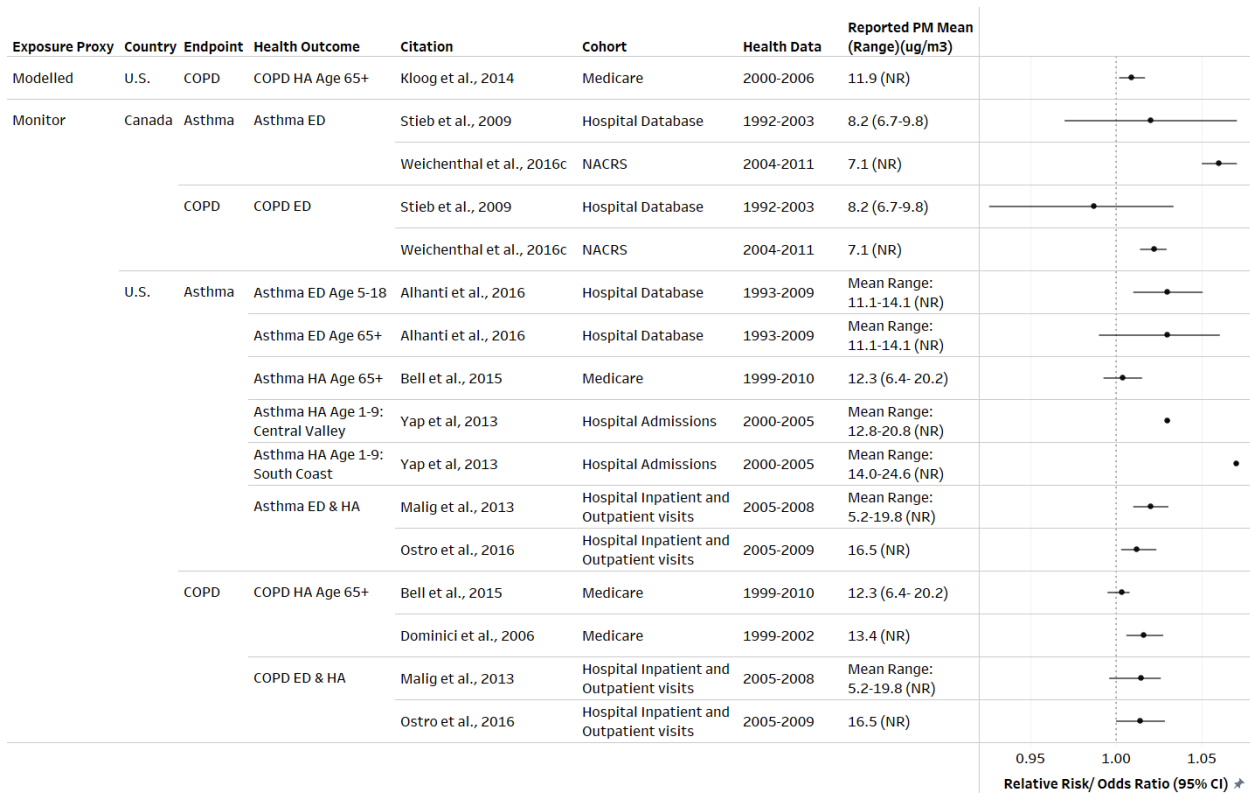 Reported PM Mean
Exposure Proxy Country Endpoint Health Outcome Citation Cohort Health Data (Range)(ug/m3)
Modelled U.S. COPD COPD HA Age 65+ Kloog et al., 2014 Medicare 2000-2006 11.9 (NR)
Monitor Canada Asthma Asthma ED Stieb et al., 2009 Hospital Database 1992-2003 8.2 (6.7-9.8)
Weichenthal et al., 2016c NACRS 2004-2011 7.1 (NR)
COPD COPD ED Stieb et al., 2009 Hospital Database 1992-2003 8.2 (6.7-9.8)
Weichenthal et al., 2016c NACRS 2004-2011 7.1 (NR)
U.S. Asthma Asthma ED Age 5-18 Alhanti et al., 2016 Hospital Database 1993-2009 Mean Range:
11.1-14.1 (NR)
Asthma ED Age 65+ Alhanti et al., 2016 Hospital Database 1993-2009 Mean Range:
11.1-14.1 (NR)
Asthma HA Age 65+ Bell et al., 2015 Medicare 1999-2010 12.3 (6.4- 20.2)
Asthma HA Age 1-9: Yap et al, 2013 Hospital Admissions 2000-2005 Mean Range:
Central Valley 12.8-20.8 (NR)
Asthma HA Age 1-9: Yap et al, 2013 Hospital Admissions 2000-2005 Mean Range:
South Coast 14.0-24.6 (NR)
Asthma ED & HA Malig et al., 2013 Hospital Inpatient and 2005-2008 Mean Range:
Outpatient visits 5.2-19.8 (NR)
Ostro et al., 2016 Hospital Inpatient and 2005-2009 16.5 (NR)
Outpatient visits
COPD COPD HA Age 65+ Bell et al., 2015 Medicare 1999-2010 12.3 (6.4- 20.2)
Dominici et al., 2006 Medicare 1999-2002 13.4 (NR)
COPD ED & HA Malig et al., 2013 Hospital Inpatient and 2005-2008 Mean Range:
Outpatient visits 5.2-19.8 (NR)
Ostro et al., 2016 Hospital Inpatient and 2005-2009 16.5 (NR)
Outpatient visits
0.95 1.00 1.05
Relative Risk/ Odds Ratio (95% CI)